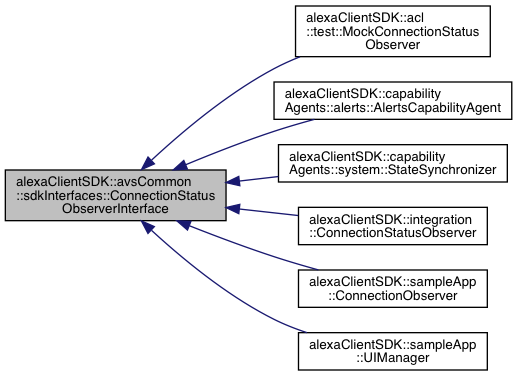 alexaClientSDK::acl
::test::MockConnectionStatus
Observer
alexaClientSDK::capability
Agents::alerts::AlertsCapabilityAgent
alexaClientSDK::capability
Agents::system::StateSynchronizer
alexaClientSDK::avsCommon
::sdkInterfaces::ConnectionStatus
ObserverInterface
alexaClientSDK::integration
::ConnectionStatusObserver
alexaClientSDK::sampleApp
::ConnectionObserver
alexaClientSDK::sampleApp
::UIManager